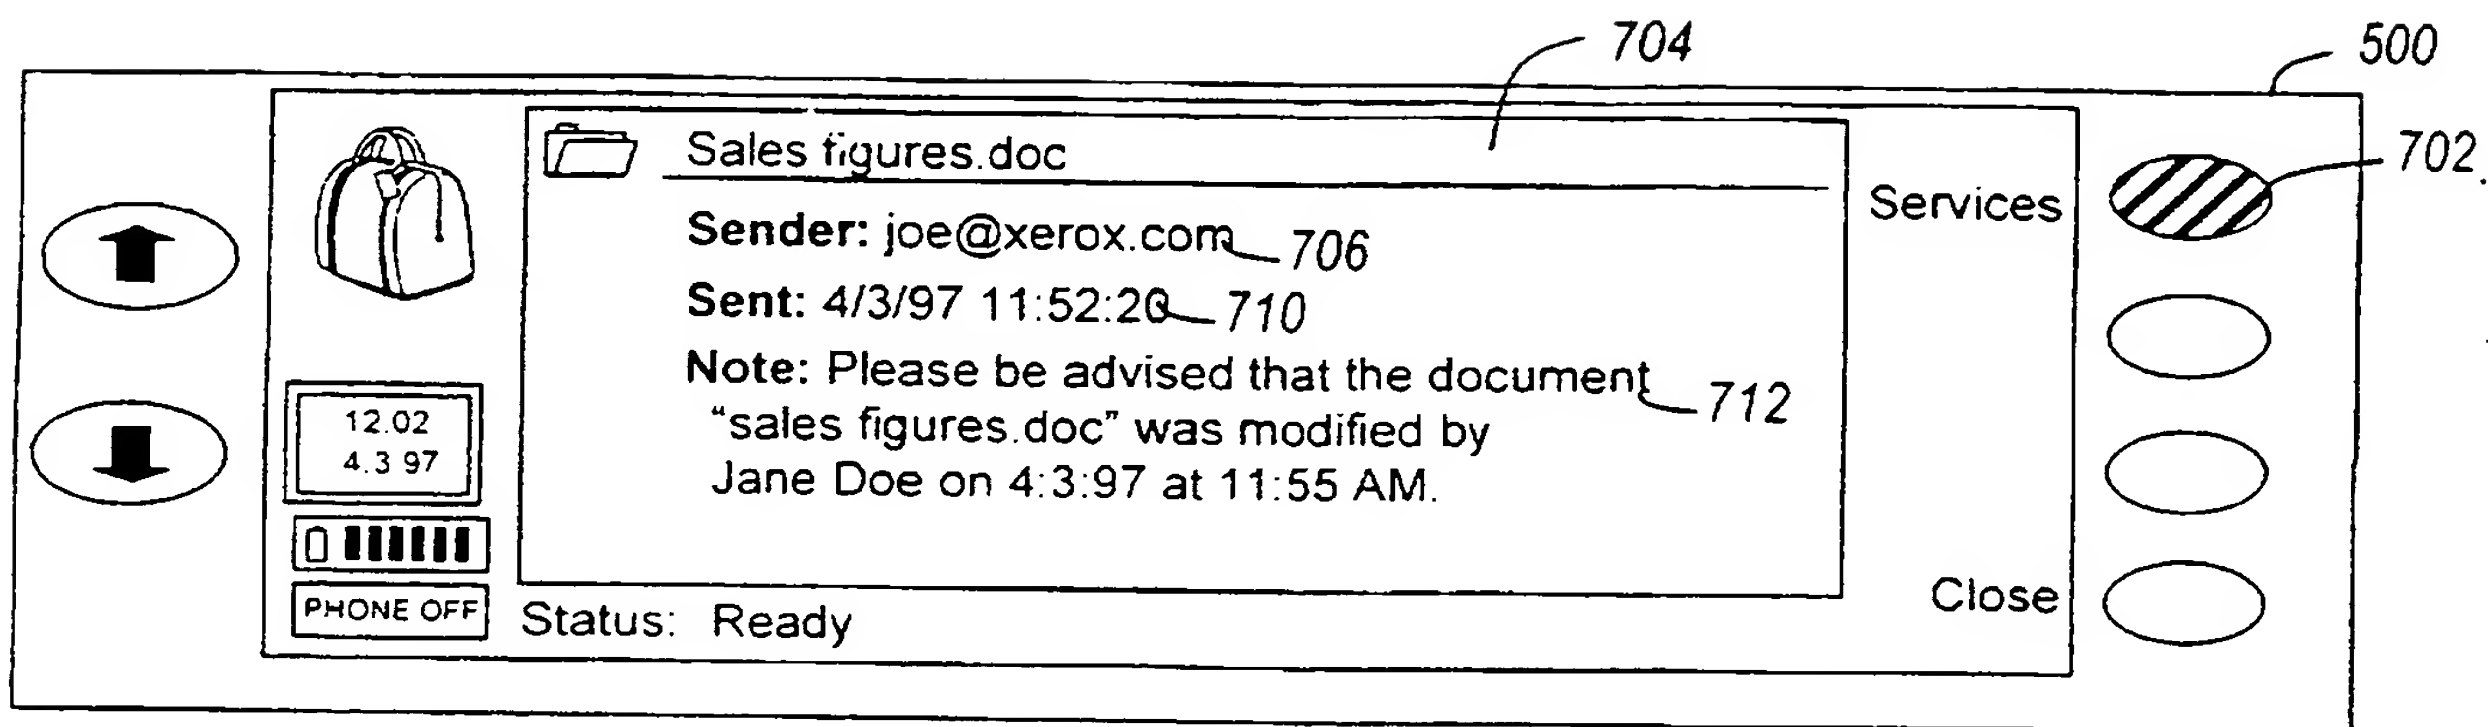 704
500
702
Sales figures.doc
Services
Sender: joe@xerox.com
706
Sent: 4/3/97 11:52:20
710
Note: Please be advised that the document
712
"sales figures.doc" was modified by
Jane Doe on 4:3:97 at 11:55 AM.
12.02
4.3 97
PHONE OFF
Status: Ready
Close